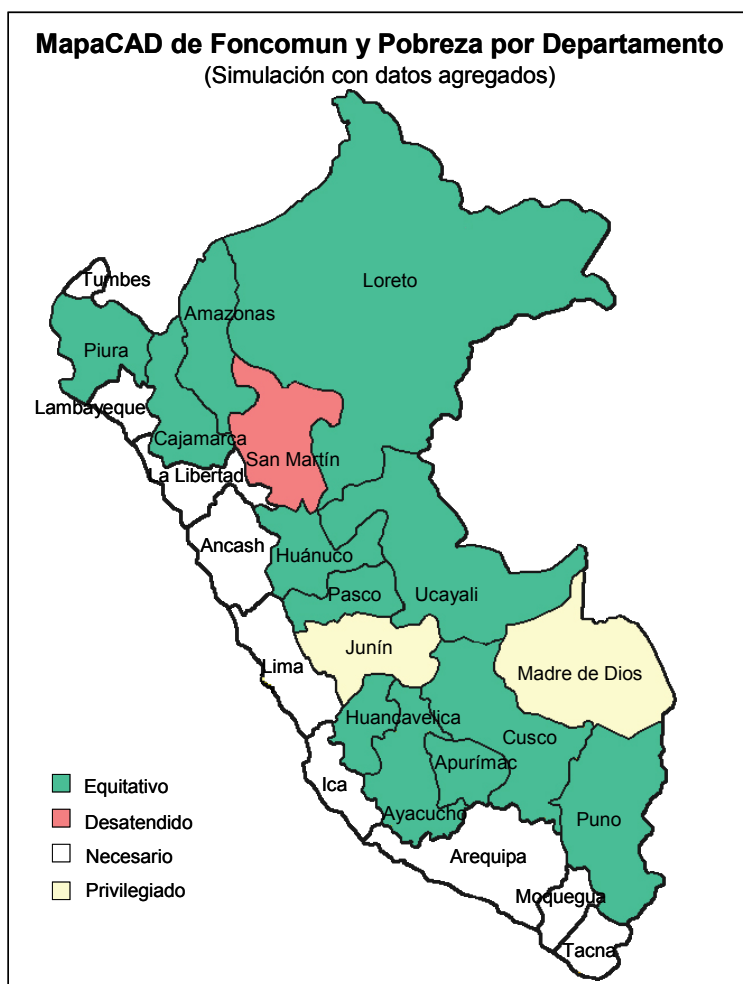 MapaCAD de Foncomun y Pobreza por Departamento
(Simulación con datos agregados)
Loreto
Tumbes
Amazonas
Piura
Lambayeque
Cajamarca
San Martín
La Libertad
Ancash
Huánuco
Pasco
Ucayali
Junín
Lima
Madre de Dios
Huancavelica
Cusco
Apurímac
Ica
Ayacucho
Puno
Arequipa
Moquegua
Tacna
Equitativo
Desatendido
Necesario
Privilegiado